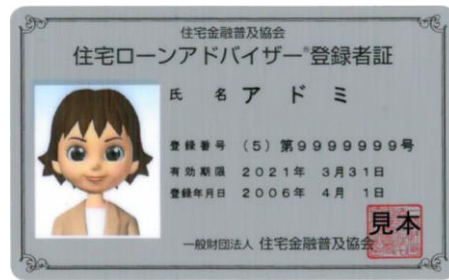 住宅金融普及協会
住宅ローンアドバイザー®登録者証
氏 名 アドミ
登録番号 (5) 第9999999号
有効期限 2021年 3月31日
登録年月日 2006年 4月 1日
見本
一般財団法人 住宅金融普及協会